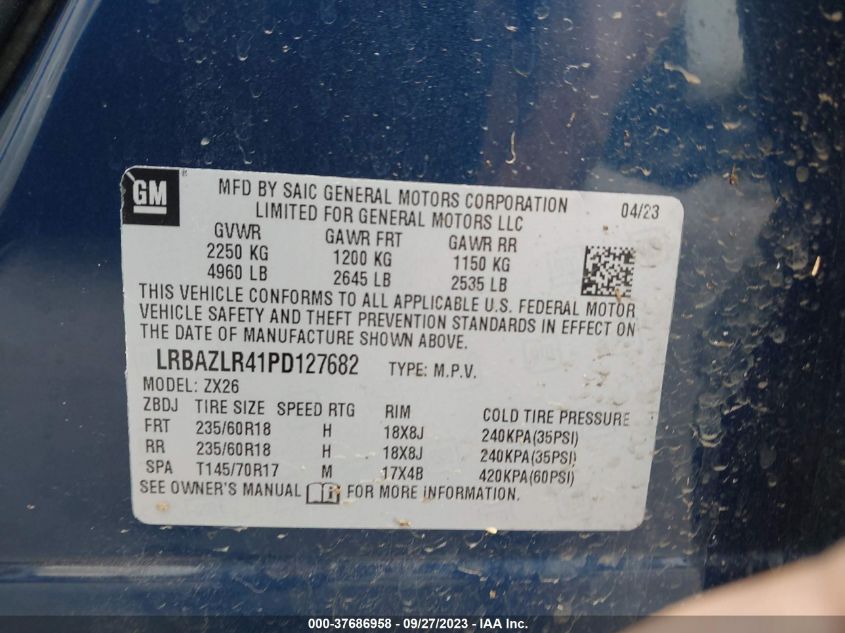 GM
MFD BY SAIC GENERAL MOTORS CORPORATION
LIMITED FOR GENERAL MOTORS LLC
04/23
GVWR GAWR FRT GAWR RR
2250 KG 1200 KG 1150 KG
4960 LB 2645 LB 2535 LB
THIS VEHICLE CONFORMS TO ALL APPLICABLE U.S. FEDERAL MOTOR
VEHICLE SAFETY AND THEFT PREVENTION STANDARDS IN EFFECT ON
THE DATE OF MANUFACTURE SHOWN ABOVE.
LRBAZLR41PD127682 TYPE: M.P.V.
MODEL: ZX26
ZBDJ TIRE SIZE SPEED RTG RIM COLD TIRE PRESSURE
FRT 235/60R18 H 18X8J 240KPA(35PSI)
RR 235/60R18 H 18X8J 240KPA(35PSI)
SPA T145/70R17 M 17X4B 420KPA(60PSI)
SEE OWNER'S MANUAL FOR MORE INFORMATION.
000-37686958 - 09/27/2023 - IAAI.com